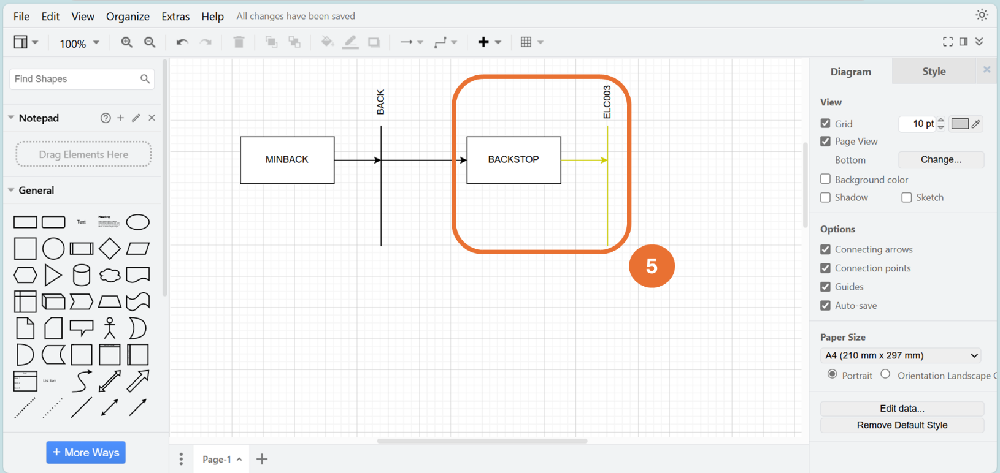 File Edit View Organize Extras Help All changes have been saved
100%
Find Shapes
Notepad
Drag Elements Here
General
Text
Heading
List Item
+ More Ways
BACK
ELC003
MINBACK
BACKSTOP
5
Page-1
Diagram
Style
View
Grid 10 pt
Page View
Bottom Change...
Background color
Shadow Sketch
Options
Connecting arrows
Connection points
Guides
Auto-save
Paper Size
A4 (210 mm x 297 mm)
Portrait Orientation Landscape
Edit data...
Remove Default Style